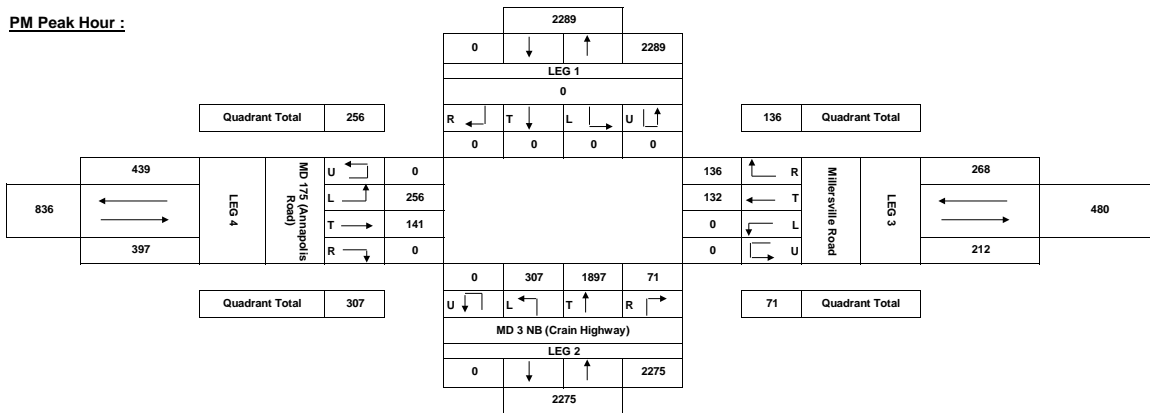 PM Peak Hour :
2289
0 2289
LEG 1
0
Quadrant Total 256
R T L U
136 Quadrant Total
0 0 0 0
439
836
397
LEG 4
MD 175 (Annapolis Road)
U 0
L 256
T 141
R 0
136 R
132 T
0 L
0 U
Millersville Road
LEG 3
268
480
212
0 307 1897 71
Quadrant Total 307
U L T R
71 Quadrant Total
MD 3 NB (Crain Highway)
LEG 2
0 2275
2275